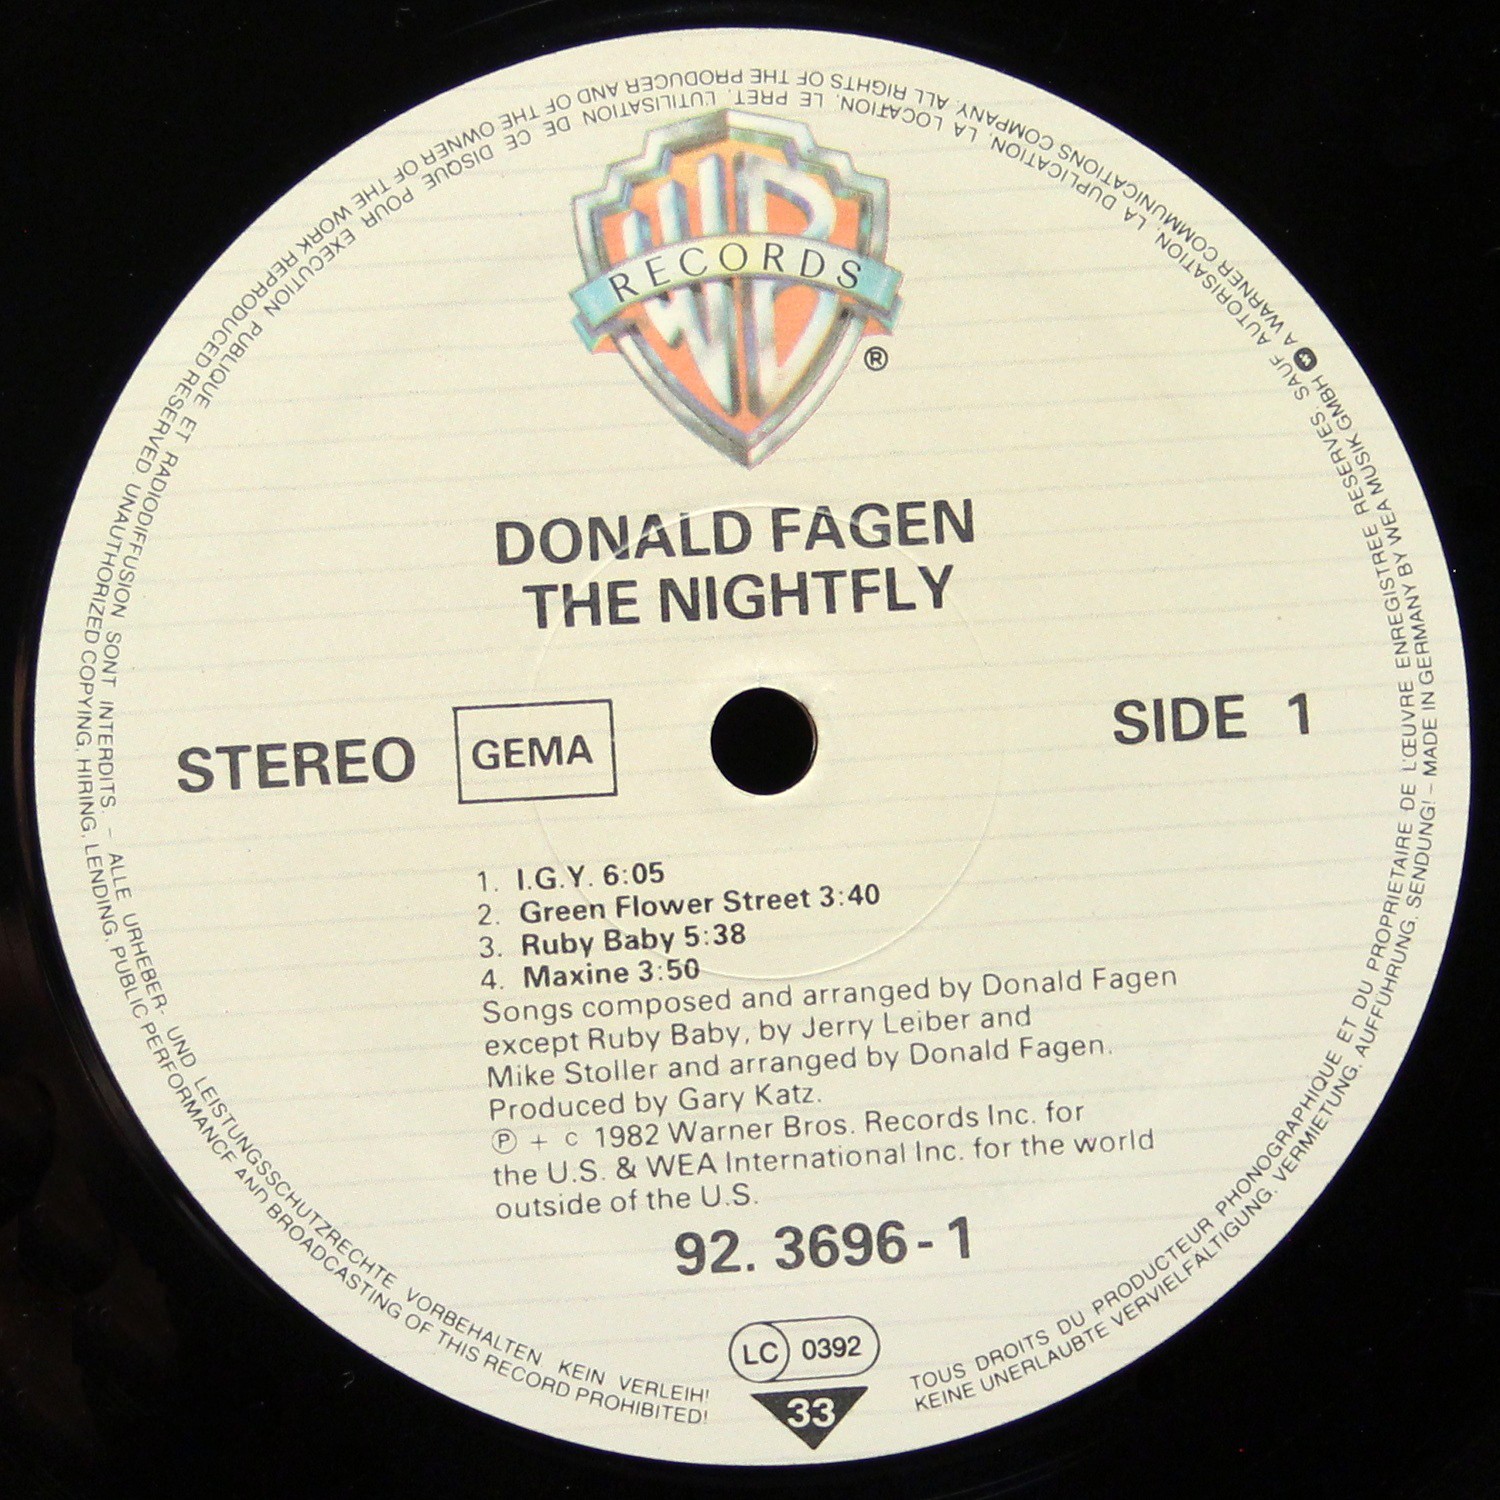 WB
RECORDS
®
DONALD FAGEN
THE NIGHTFLY
STEREO
GEMA
SIDE 1
1. I.G.Y. 6:05
2. Green Flower Street 3:40
3. Ruby Baby 5:38
4. Maxine 3:50
Songs composed and arranged by Donald Fagen
except Ruby Baby, by Jerry Leiber and
Mike Stoller and arranged by Donald Fagen.
Produced by Gary Katz.
℗ + c 1982 Warner Bros. Records Inc. for
the U.S. & WEA International Inc. for the world
outside of the U.S.
92. 3696-1
LC 0392
33
TOUS DROITS DU PRODUCTEUR PHONOGRAPHIQUE ET DU PROPRIETAIRE DE L'ŒUVRE ENREGISTREE RESERVES. SAUF AUTORISATION, LA DUPLICATION, LA LOCATION, LE PRET, L'UTILISATION DE CE DISQUE POUR EXECUTION PUBLIQUE ET RADIODIFFUSION SONT INTERDITS. – ALLE URHEBER- UND LEISTUNGSSCHUTZRECHTE VORBEHALTEN KEIN VERLEIH!
KEINE UNERLAUBTE VERVIELFÄLTIGUNG, VERMIETUNG, AUFFÜHRUNG, SENDUNG! – MADE IN GERMANY BY WEA MUSIK GMBH A WARNER COMMUNICATIONS COMPANY. ALL RIGHTS OF THE PRODUCER AND OF THE OWNER OF THE WORK REPRODUCED RESERVED UNAUTHORIZED COPYING, HIRING, LENDING, PUBLIC PERFORMANCE AND BROADCASTING OF THIS RECORD PROHIBITED!